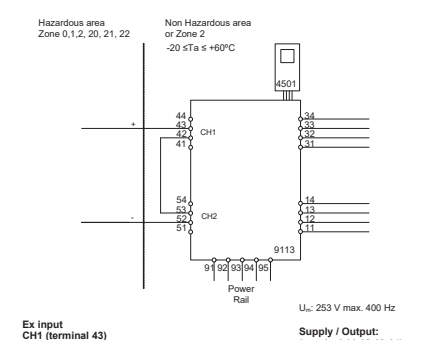 Hazardous area
Zone 0,1,2, 20, 21, 22
Non Hazardous area
or Zone 2
-20 ≤Ta ≤ +60ºC
4501
44
43
42
41
+
CH1
34
33
32
31
54
53
52
51
-
CH2
14
13
12
11
9113
91 92 93 94 95
Power
Rail
Uₘ: 253 V max. 400 Hz
Ex input
CH1 (terminal 43)
Supply / Output: